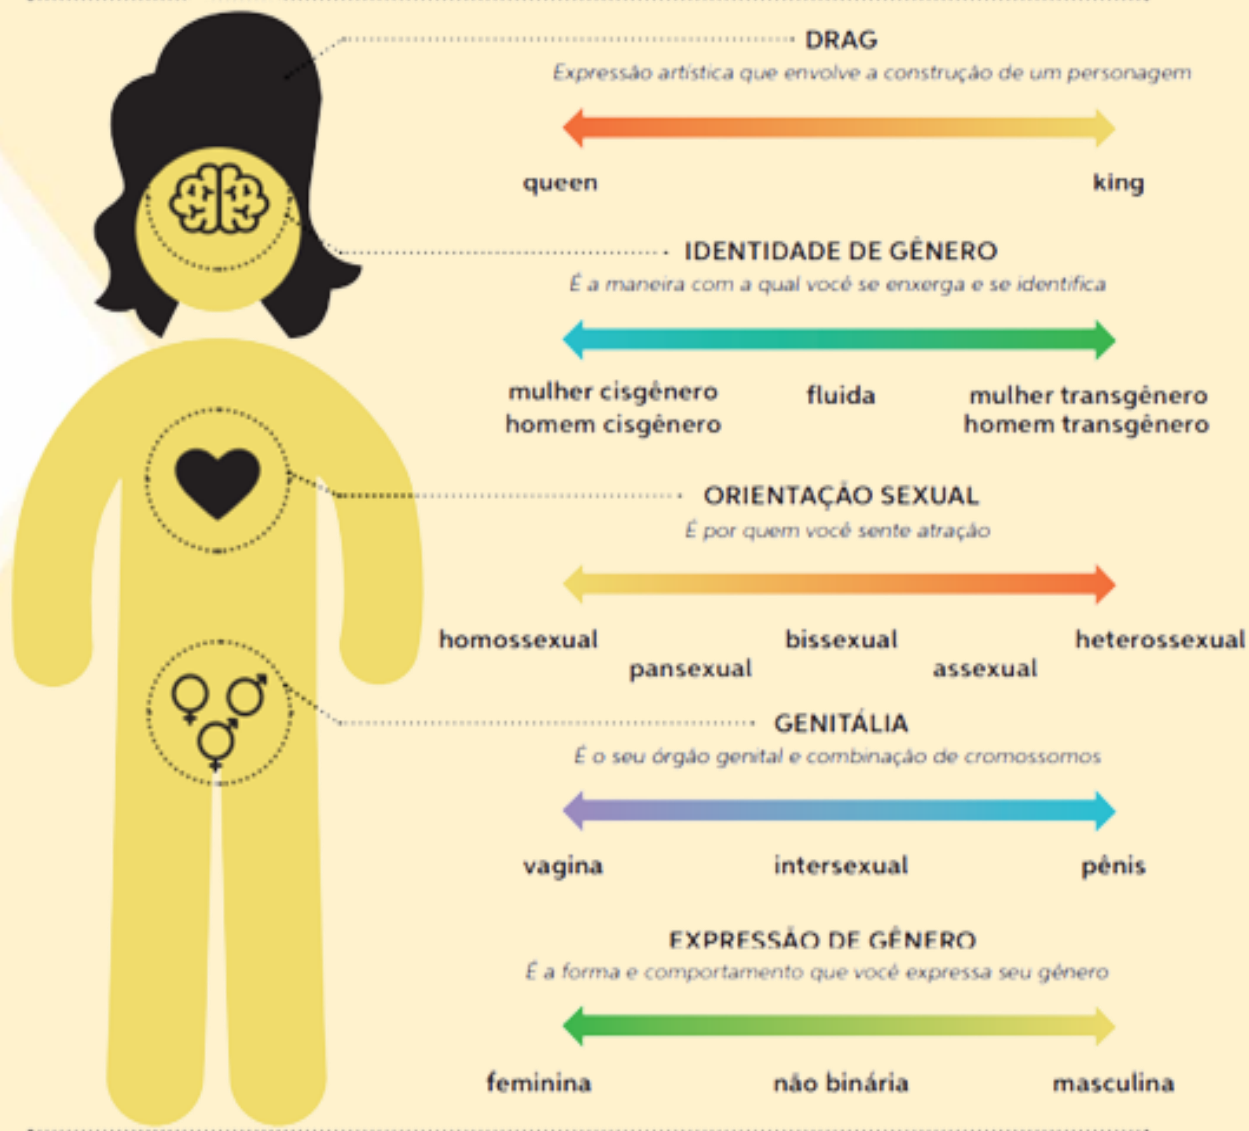 DRAG
Expressão artística que envolve a construção de um personagem
queen king
IDENTIDADE DE GÊNERO
É a maneira com a qual você se enxerga e se identifica
mulher cisgênero fluida mulher transgênero
homem cisgênero homem transgênero
ORIENTAÇÃO SEXUAL
É por quem você sente atração
homossexual bissexual heterossexual
pansexual assexual
GENITÁLIA
É o seu órgão genital e combinação de cromossomos
vagina intersexual pênis
EXPRESSÃO DE GÊNERO
É a forma e comportamento que você expressa seu gênero
feminina não binária masculina